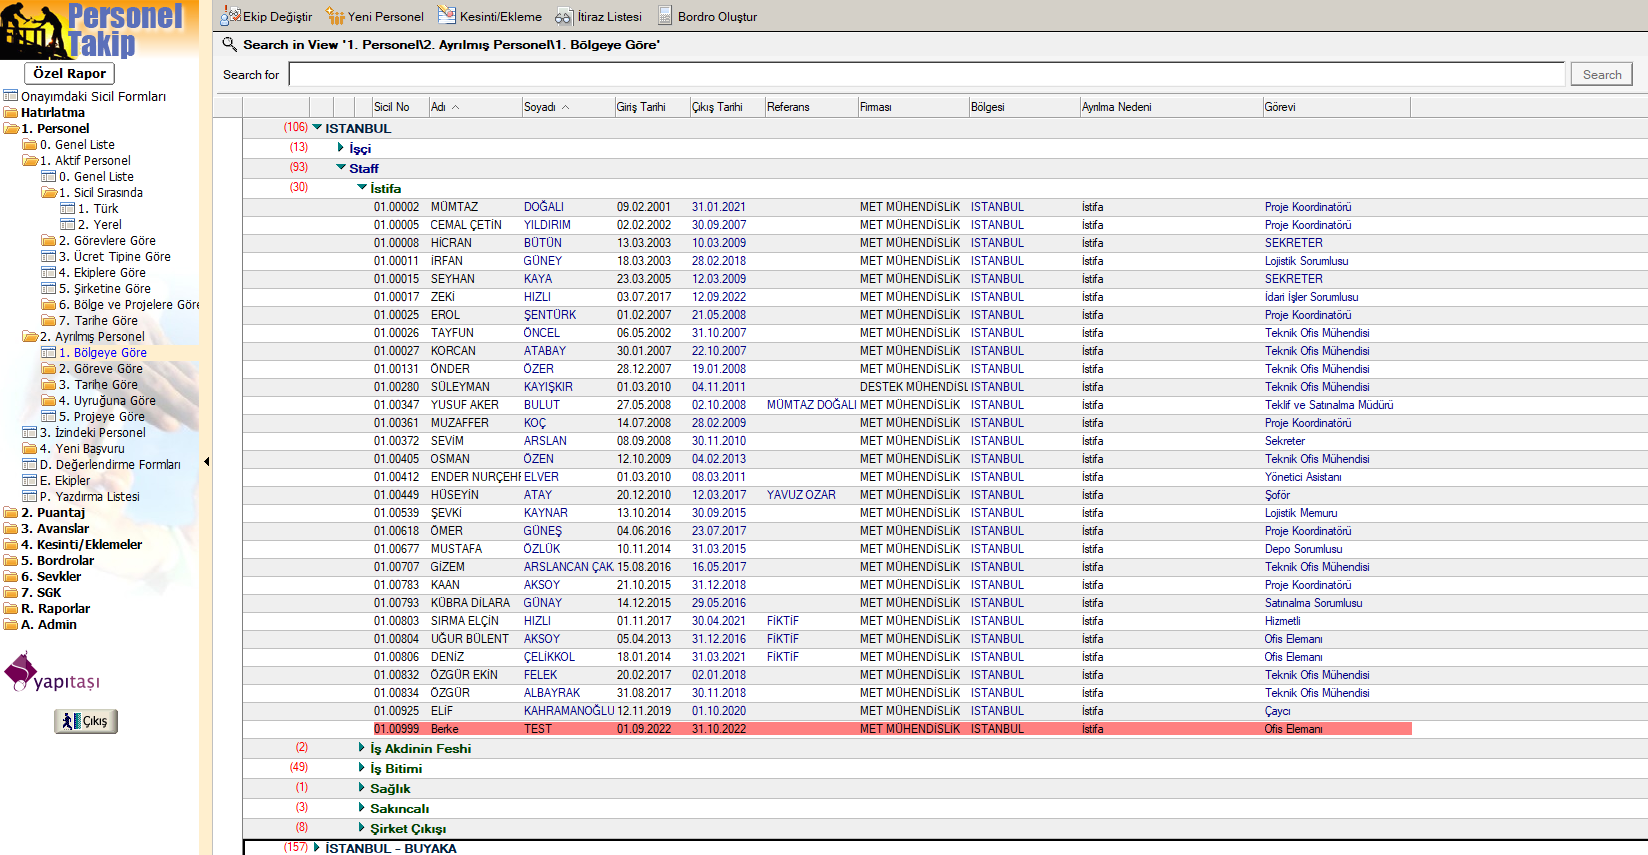 Personel
Takip
Özel Rapor
Onayımdaki Sicil Formları
Hatırlatma
1. Personel
0. Genel Liste
1. Aktif Personel
0. Genel Liste
1. Sicil Sırasında
1. Türk
2. Yerel
2. Görevlere Göre
3. Ücret Tipine Göre
4. Ekiplere Göre
5. Şirketine Göre
6. Bölge ve Projelere Göre
7. Tarihe Göre
2. Ayrılmış Personel
1. Bölgeye Göre
2. Göreve Göre
3. Tarihe Göre
4. Uyruğuna Göre
5. Projeye Göre
3. İzindeki Personel
4. Yeni Başvuru
D. Değerlendirme Formları
E. Ekipler
P. Yazdırma Listesi
2. Puantaj
3. Avanslar
4. Kesinti/Eklemeler
5. Bordrolar
6. Sevkler
7. SGK
R. Raporlar
A. Admin
yapıtaşı
Çıkış
Ekip Değiştir Yeni Personel Kesinti/Ekleme İtiraz Listesi Bordro Oluştur
Search in View '1. Personel\2. Ayrılmış Personel\1. Bölgeye Göre'
Search for Search
Sicil No Adı Soyadı Giriş Tarihi Çıkış Tarihi Referans Firması Bölgesi Ayrılma Nedeni Görevi
(106) ISTANBUL
(13) İşçi
(93) Staff
(30) İstifa
01.00002 MÜMTAZ DOĞALI 09.02.2001 31.01.2021 MET MÜHENDİSLİK ISTANBUL İstifa Proje Koordinatörü
01.00005 CEMAL ÇETİN YILDIRIM 02.02.2002 30.09.2007 MET MÜHENDİSLİK ISTANBUL İstifa Proje Koordinatörü
01.00008 HİCRAN BÜTÜN 13.03.2003 10.03.2009 MET MÜHENDİSLİK ISTANBUL İstifa SEKRETER
01.00011 İRFAN GÜNEY 18.03.2003 28.02.2018 MET MÜHENDİSLİK ISTANBUL İstifa Lojistik Sorumlusu
01.00015 SEYHAN KAYA 23.03.2005 12.03.2009 MET MÜHENDİSLİK ISTANBUL İstifa SEKRETER
01.00017 ZEKİ HIZLI 03.07.2017 12.09.2022 MET MÜHENDİSLİK ISTANBUL İstifa İdari İşler Sorumlusu
01.00025 EROL ŞENTÜRK 01.02.2007 21.05.2008 MET MÜHENDİSLİK ISTANBUL İstifa Proje Koordinatörü
01.00026 TAYFUN ÖNCEL 06.05.2002 31.10.2007 MET MÜHENDİSLİK ISTANBUL İstifa Teknik Ofis Mühendisi
01.00027 KORCAN ATABAY 30.01.2007 22.10.2007 MET MÜHENDİSLİK ISTANBUL İstifa Teknik Ofis Mühendisi
01.00131 ÖNDER ÖZER 28.12.2007 19.01.2008 MET MÜHENDİSLİK ISTANBUL İstifa Teknik Ofis Mühendisi
01.00280 SÜLEYMAN KAYIŞKIR 01.03.2010 04.11.2011 DESTEK MÜHENDİSL ISTANBUL İstifa Teknik Ofis Mühendisi
01.00347 YUSUF AKER BULUT 27.05.2008 02.10.2008 MÜMTAZ DOĞALI MET MÜHENDİSLİK ISTANBUL İstifa Teklif ve Satınalma Müdürü
01.00361 MUZAFFER KOÇ 14.07.2008 28.02.2009 MET MÜHENDİSLİK ISTANBUL İstifa Proje Koordinatörü
01.00372 SEVİM ARSLAN 08.09.2008 30.11.2010 MET MÜHENDİSLİK ISTANBUL İstifa Sekreter
01.00405 OSMAN ÖZEN 12.10.2009 04.02.2013 MET MÜHENDİSLİK ISTANBUL İstifa Teknik Ofis Mühendisi
01.00412 ENDER NURÇEHR ELVER 01.03.2010 08.03.2011 MET MÜHENDİSLİK ISTANBUL İstifa Yönetici Asistanı
01.00449 HÜSEYİN ATAY 20.12.2010 12.03.2017 YAVUZ OZAR MET MÜHENDİSLİK ISTANBUL İstifa Şoför
01.00539 ŞEVKİ KAYNAR 13.10.2014 30.09.2015 MET MÜHENDİSLİK ISTANBUL İstifa Lojistik Memuru
01.00618 ÖMER GÜNEŞ 04.06.2016 23.07.2017 MET MÜHENDİSLİK ISTANBUL İstifa Proje Koordinatörü
01.00677 MUSTAFA ÖZLÜK 10.11.2014 31.03.2015 MET MÜHENDİSLİK ISTANBUL İstifa Depo Sorumlusu
01.00707 GİZEM ARSLANCAN ÇAK 15.08.2016 16.05.2017 MET MÜHENDİSLİK ISTANBUL İstifa Teknik Ofis Mühendisi
01.00783 KAAN AKSOY 21.10.2015 31.12.2018 MET MÜHENDİSLİK ISTANBUL İstifa Proje Koordinatörü
01.00793 KÜBRA DİLARA GÜNAY 14.12.2015 29.05.2016 MET MÜHENDİSLİK ISTANBUL İstifa Satınalma Sorumlusu
01.00803 SIRMA ELÇİN HIZLI 01.11.2017 30.04.2021 FİKTİF MET MÜHENDİSLİK ISTANBUL İstifa Hizmetli
01.00804 UĞUR BÜLENT AKSOY 05.04.2013 31.12.2016 FİKTİF MET MÜHENDİSLİK ISTANBUL İstifa Ofis Elemanı
01.00806 DENİZ ÇELİKKOL 18.01.2014 31.03.2021 FİKTİF MET MÜHENDİSLİK ISTANBUL İstifa Ofis Elemanı
01.00832 ÖZGÜR EKİN FELEK 20.02.2017 02.01.2018 MET MÜHENDİSLİK ISTANBUL İstifa Teknik Ofis Mühendisi
01.00834 ÖZGÜR ALBAYRAK 31.08.2017 30.11.2018 MET MÜHENDİSLİK ISTANBUL İstifa Teknik Ofis Mühendisi
01.00925 ELİF KAHRAMANOĞLU 12.11.2019 01.10.2020 MET MÜHENDİSLİK ISTANBUL İstifa Çaycı
01.00999 Berke TEST 01.09.2022 31.10.2022 MET MÜHENDİSLİK ISTANBUL İstifa Ofis Elemanı
(2) İş Akdinin Feshi
(49) İş Bitimi
(1) Sağlık
(3) Sakıncalı
(8) Şirket Çıkışı
(157) İSTANBUL - BUYAKA